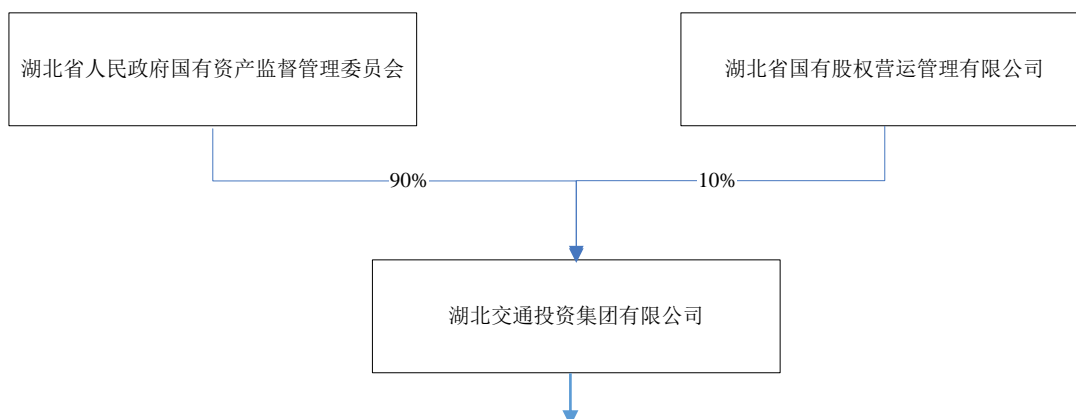 湖北省人民政府国有资产监督管理委员会
湖北省国有股权营运管理有限公司
90%
10%
湖北交通投资集团有限公司